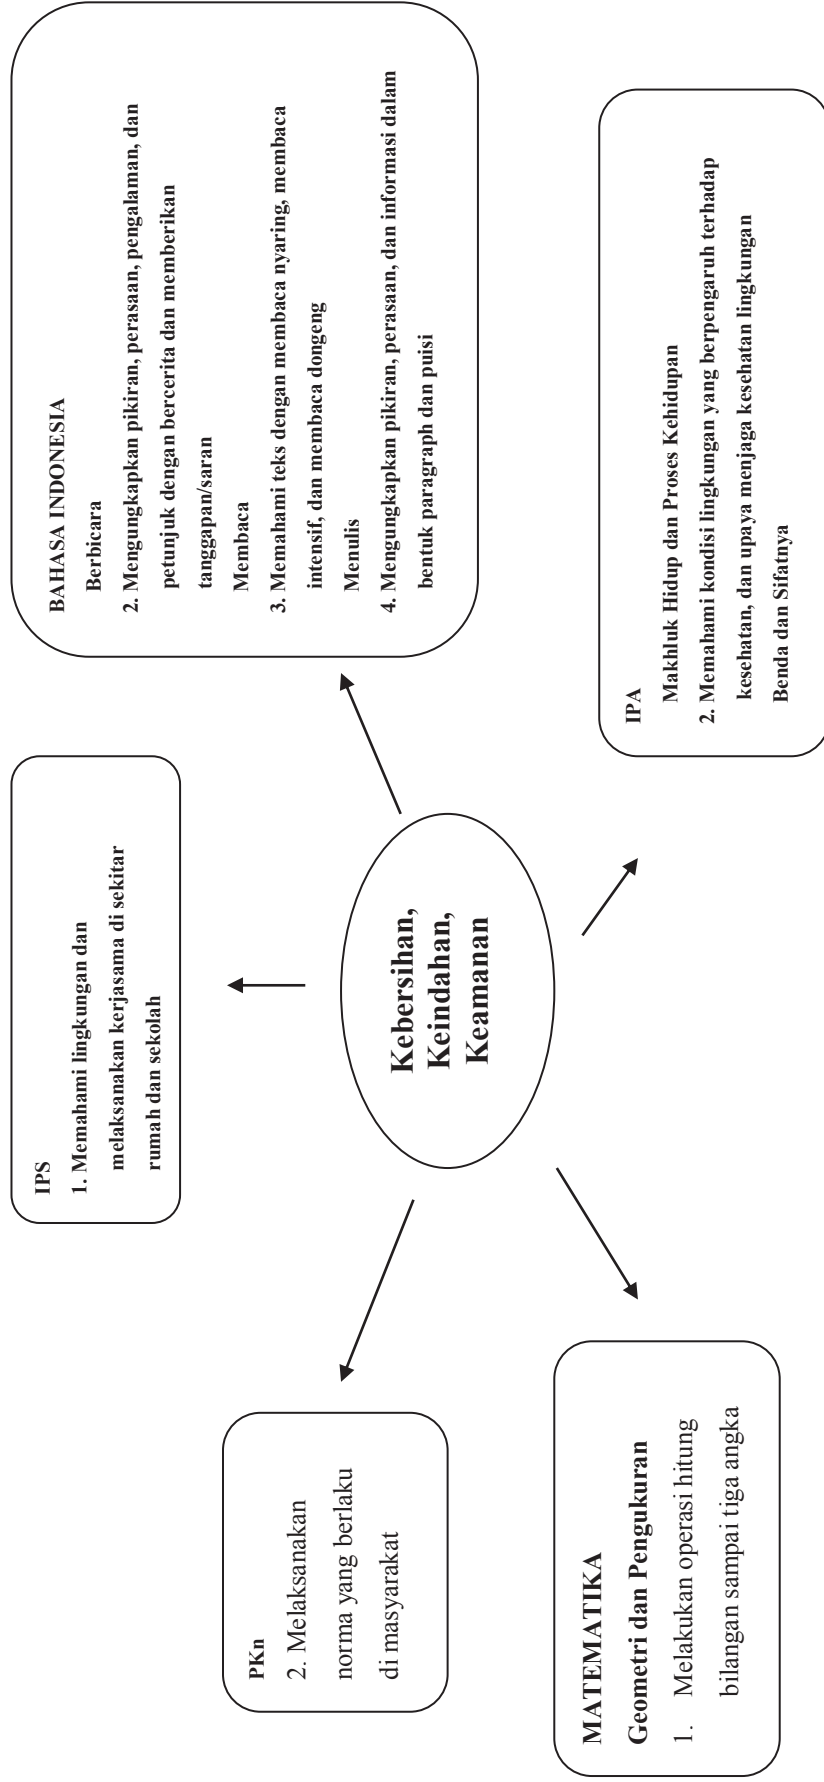 IPS
1. Memahami lingkungan dan
melaksanakan kerjasama di sekitar
rumah dan sekolah
BAHASA INDONESIA
Berbicara
2. Mengungkapkan pikiran, perasaan, pengalaman, dan
petunjuk dengan bercerita dan memberikan
tanggapan/saran
Membaca
3. Memahami teks dengan membaca nyaring, membaca
intensif, dan membaca dongeng
Menulis
4. Mengungkapkan pikiran, perasaan, dan informasi dalam
bentuk paragraph dan puisi
PKn
2. Melaksanakan
norma yang berlaku
di masyarakat
Kebersihan,
Keindahan,
Keamanan
MATEMATIKA
Geometri dan Pengukuran
1. Melakukan operasi hitung
bilangan sampai tiga angka
IPA
Makhluk Hidup dan Proses Kehidupan
2. Memahami kondisi lingkungan yang berpengaruh terhadap
kesehatan, dan upaya menjaga kesehatan lingkungan
Benda dan Sifatnya